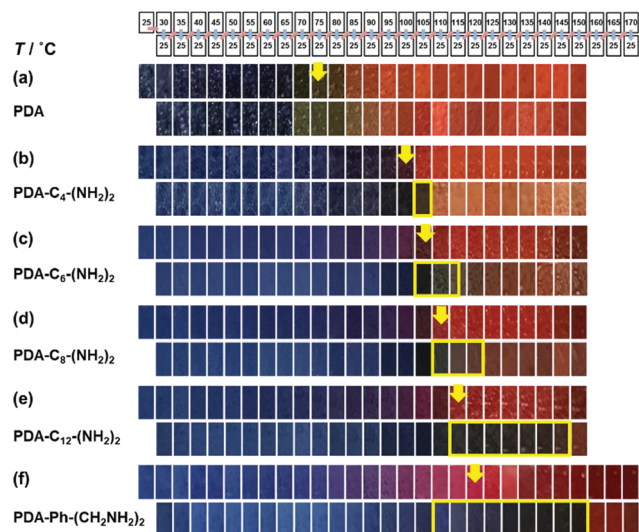 25 30 35 40 45 50 55 60 65 70 75 80 85 90 95 100 105 110 115 120 125 130 135 140 145 150 155 160 165 170
25 25 25 25 25 25 25 25 25 25 25 25 25 25 25 25 25 25 25 25 25 25 25 25 25 25 25 25 25
T / ˚C
(a)
PDA
(b)
PDA-C₄-(NH₂)₂
(c)
PDA-C₆-(NH₂)₂
(d)
PDA-C₈-(NH₂)₂
(e)
PDA-C₁₂-(NH₂)₂
(f)
PDA-Ph-(CH₂NH₂)₂